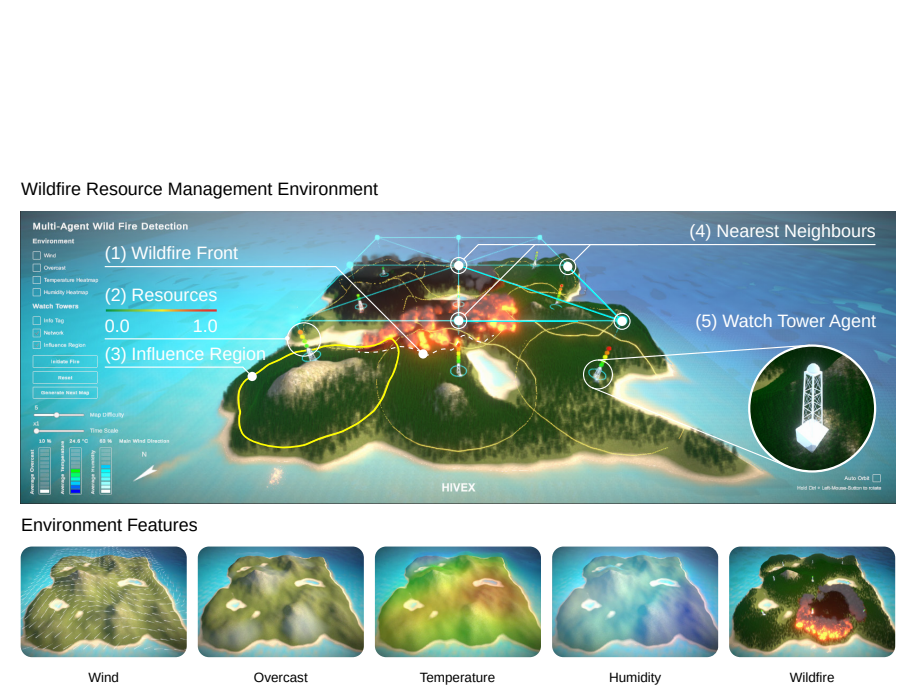 Wildfire Resource Management Environment
Multi-Agent Wild Fire Detection
Environment
Wind
Overcast
Temperature Heatmap
Humidity Heatmap
Watch Towers
Info Tag
Network
Influence Region
Initiate Fire
Reset
Generate Next Map
5
Map Difficulty
x1
Time Scale
10 %
24.6 °C
Main Wind Direction
Average Overcast
Average Temperature
Average Humidity
N
(1) Wildfire Front
(2) Resources
0.0 1.0
(3) Influence Region
(4) Nearest Neighbours
(5) Watch Tower Agent
HIVEX
Auto Orbit
Hold Ctrl + Left-Mouse-Button to rotate
Environment Features
Wind
Overcast
Temperature
Humidity
Wildfire